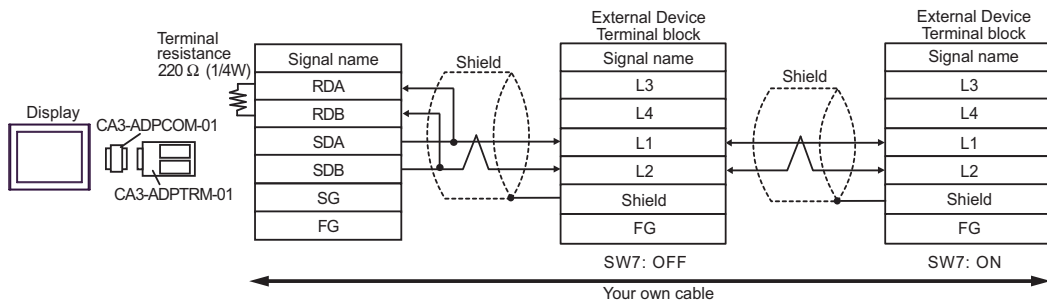 External Device
Terminal block
External Device
Terminal block
Terminal
resistance
220 Ω (1/4W)
Signal name
RDA
RDB
SDA
SDB
SG
FG
Shield
Signal name
L3
L4
L1
L2
Shield
FG
Shield
Signal name
L3
L4
L1
L2
Shield
FG
Display
CA3-ADPCOM-01
CA3-ADPTRM-01
SW7: OFF
SW7: ON
Your own cable